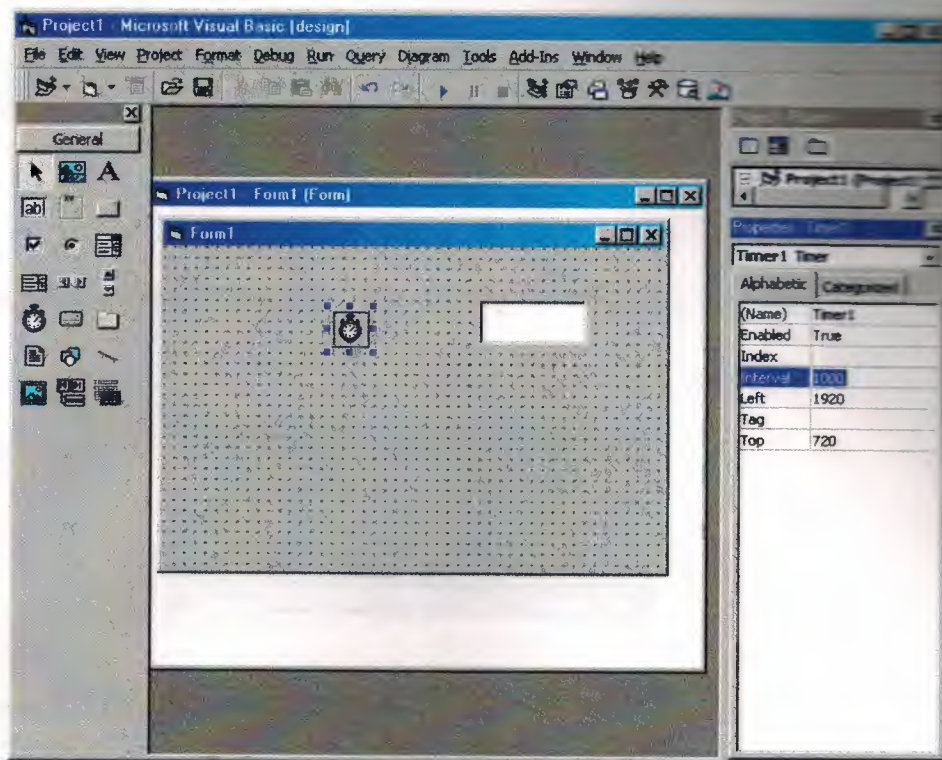 Project1 - Microsoft Visual Basic [design]
File Edit View Project Format Debug Run Query Diagram Tools Add-Ins Window Help
General
A
ab
Project1 - Form1 (Form)
Form1
Project1
Timer1 Timer
Alphabetic Categorized
(Name) Timer1
Enabled True
Index
Interval 1000
Left 1920
Tag
Top 720